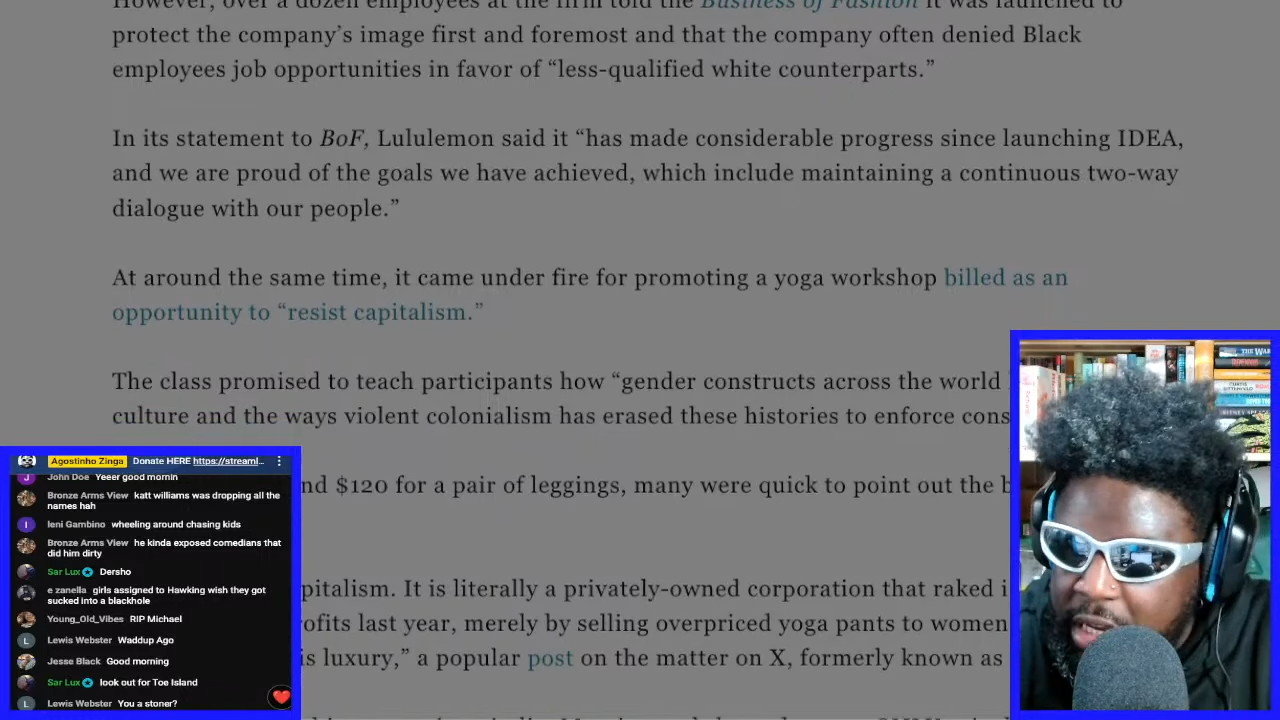 However, over a dozen employees at the firm told the Business of Fashion it was launched to
protect the company’s image first and foremost and that the company often denied Black
employees job opportunities in favor of “less-qualified white counterparts.”
In its statement to BoF, Lululemon said it “has made considerable progress since launching IDEA,
and we are proud of the goals we have achieved, which include maintaining a continuous two-way
dialogue with our people.”
At around the same time, it came under fire for promoting a yoga workshop billed as an
opportunity to “resist capitalism.”
The class promised to teach participants how “gender constructs across the world
culture and the ways violent colonialism has erased these histories to enforce cons
nd $120 for a pair of leggings, many were quick to point out the b
pitalism. It is literally a privately-owned corporation that raked i
ofits last year, merely by selling overpriced yoga pants to women
is luxury,” a popular post on the matter on X, formerly known as
Agostinho Zinga Donate HERE https://streaml...
John Doe Yeeer good mornin
Bronze Arms View katt williams was dropping all the
names hah
Ieni Gambino wheeling around chasing kids
Bronze Arms View he kinda exposed comedians that
did him dirty
Sar Lux Dersho
e zanella girls assigned to Hawking wish they got
sucked into a blackhole
Young_Old_Vibes RIP Michael
Lewis Webster Waddup Ago
Jesse Black Good morning
Sar Lux look out for Toe Island
Lewis Webster You a stoner?